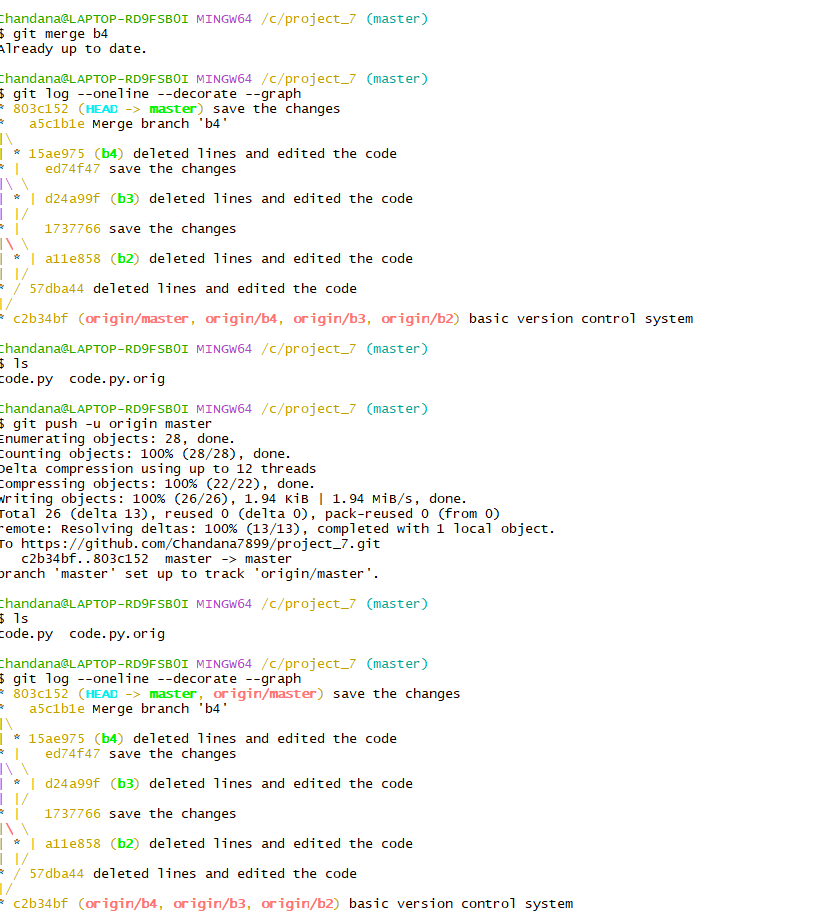 Chandana@LAPTOP-RD9FSB0I MINGW64 /c/project_7 (master)
$ git merge b4
Already up to date.
Chandana@LAPTOP-RD9FSB0I MINGW64 /c/project_7 (master)
$ git log --oneline --decorate --graph
* 803c152 (HEAD -> master) save the changes
*   a5c1b1e Merge branch 'b4'
|\
| * 15ae975 (b4) deleted lines and edited the code
* |   ed74f47 save the changes
|\ \
| * | d24a99f (b3) deleted lines and edited the code
| |/
* |   1737766 save the changes
|\ \
| * | a11e858 (b2) deleted lines and edited the code
| |/
* / 57dba44 deleted lines and edited the code
|/
* c2b34bf (origin/master, origin/b4, origin/b3, origin/b2) basic version control system
Chandana@LAPTOP-RD9FSB0I MINGW64 /c/project_7 (master)
$ ls
code.py  code.py.orig
Chandana@LAPTOP-RD9FSB0I MINGW64 /c/project_7 (master)
$ git push -u origin master
Enumerating objects: 28, done.
Counting objects: 100% (28/28), done.
Delta compression using up to 12 threads
Compressing objects: 100% (22/22), done.
Writing objects: 100% (26/26), 1.94 KiB | 1.94 MiB/s, done.
Total 26 (delta 13), reused 0 (delta 0), pack-reused 0 (from 0)
remote: Resolving deltas: 100% (13/13), completed with 1 local object.
To https://github.com/Chandana7899/project_7.git
   c2b34bf..803c152  master -> master
branch 'master' set up to track 'origin/master'.
Chandana@LAPTOP-RD9FSB0I MINGW64 /c/project_7 (master)
$ ls
code.py  code.py.orig
Chandana@LAPTOP-RD9FSB0I MINGW64 /c/project_7 (master)
$ git log --oneline --decorate --graph
* 803c152 (HEAD -> master, origin/master) save the changes
*   a5c1b1e Merge branch 'b4'
|\
| * 15ae975 (b4) deleted lines and edited the code
* |   ed74f47 save the changes
|\ \
| * | d24a99f (b3) deleted lines and edited the code
| |/
* |   1737766 save the changes
|\ \
| * | a11e858 (b2) deleted lines and edited the code
| |/
* / 57dba44 deleted lines and edited the code
|/
* c2b34bf (origin/b4, origin/b3, origin/b2) basic version control system